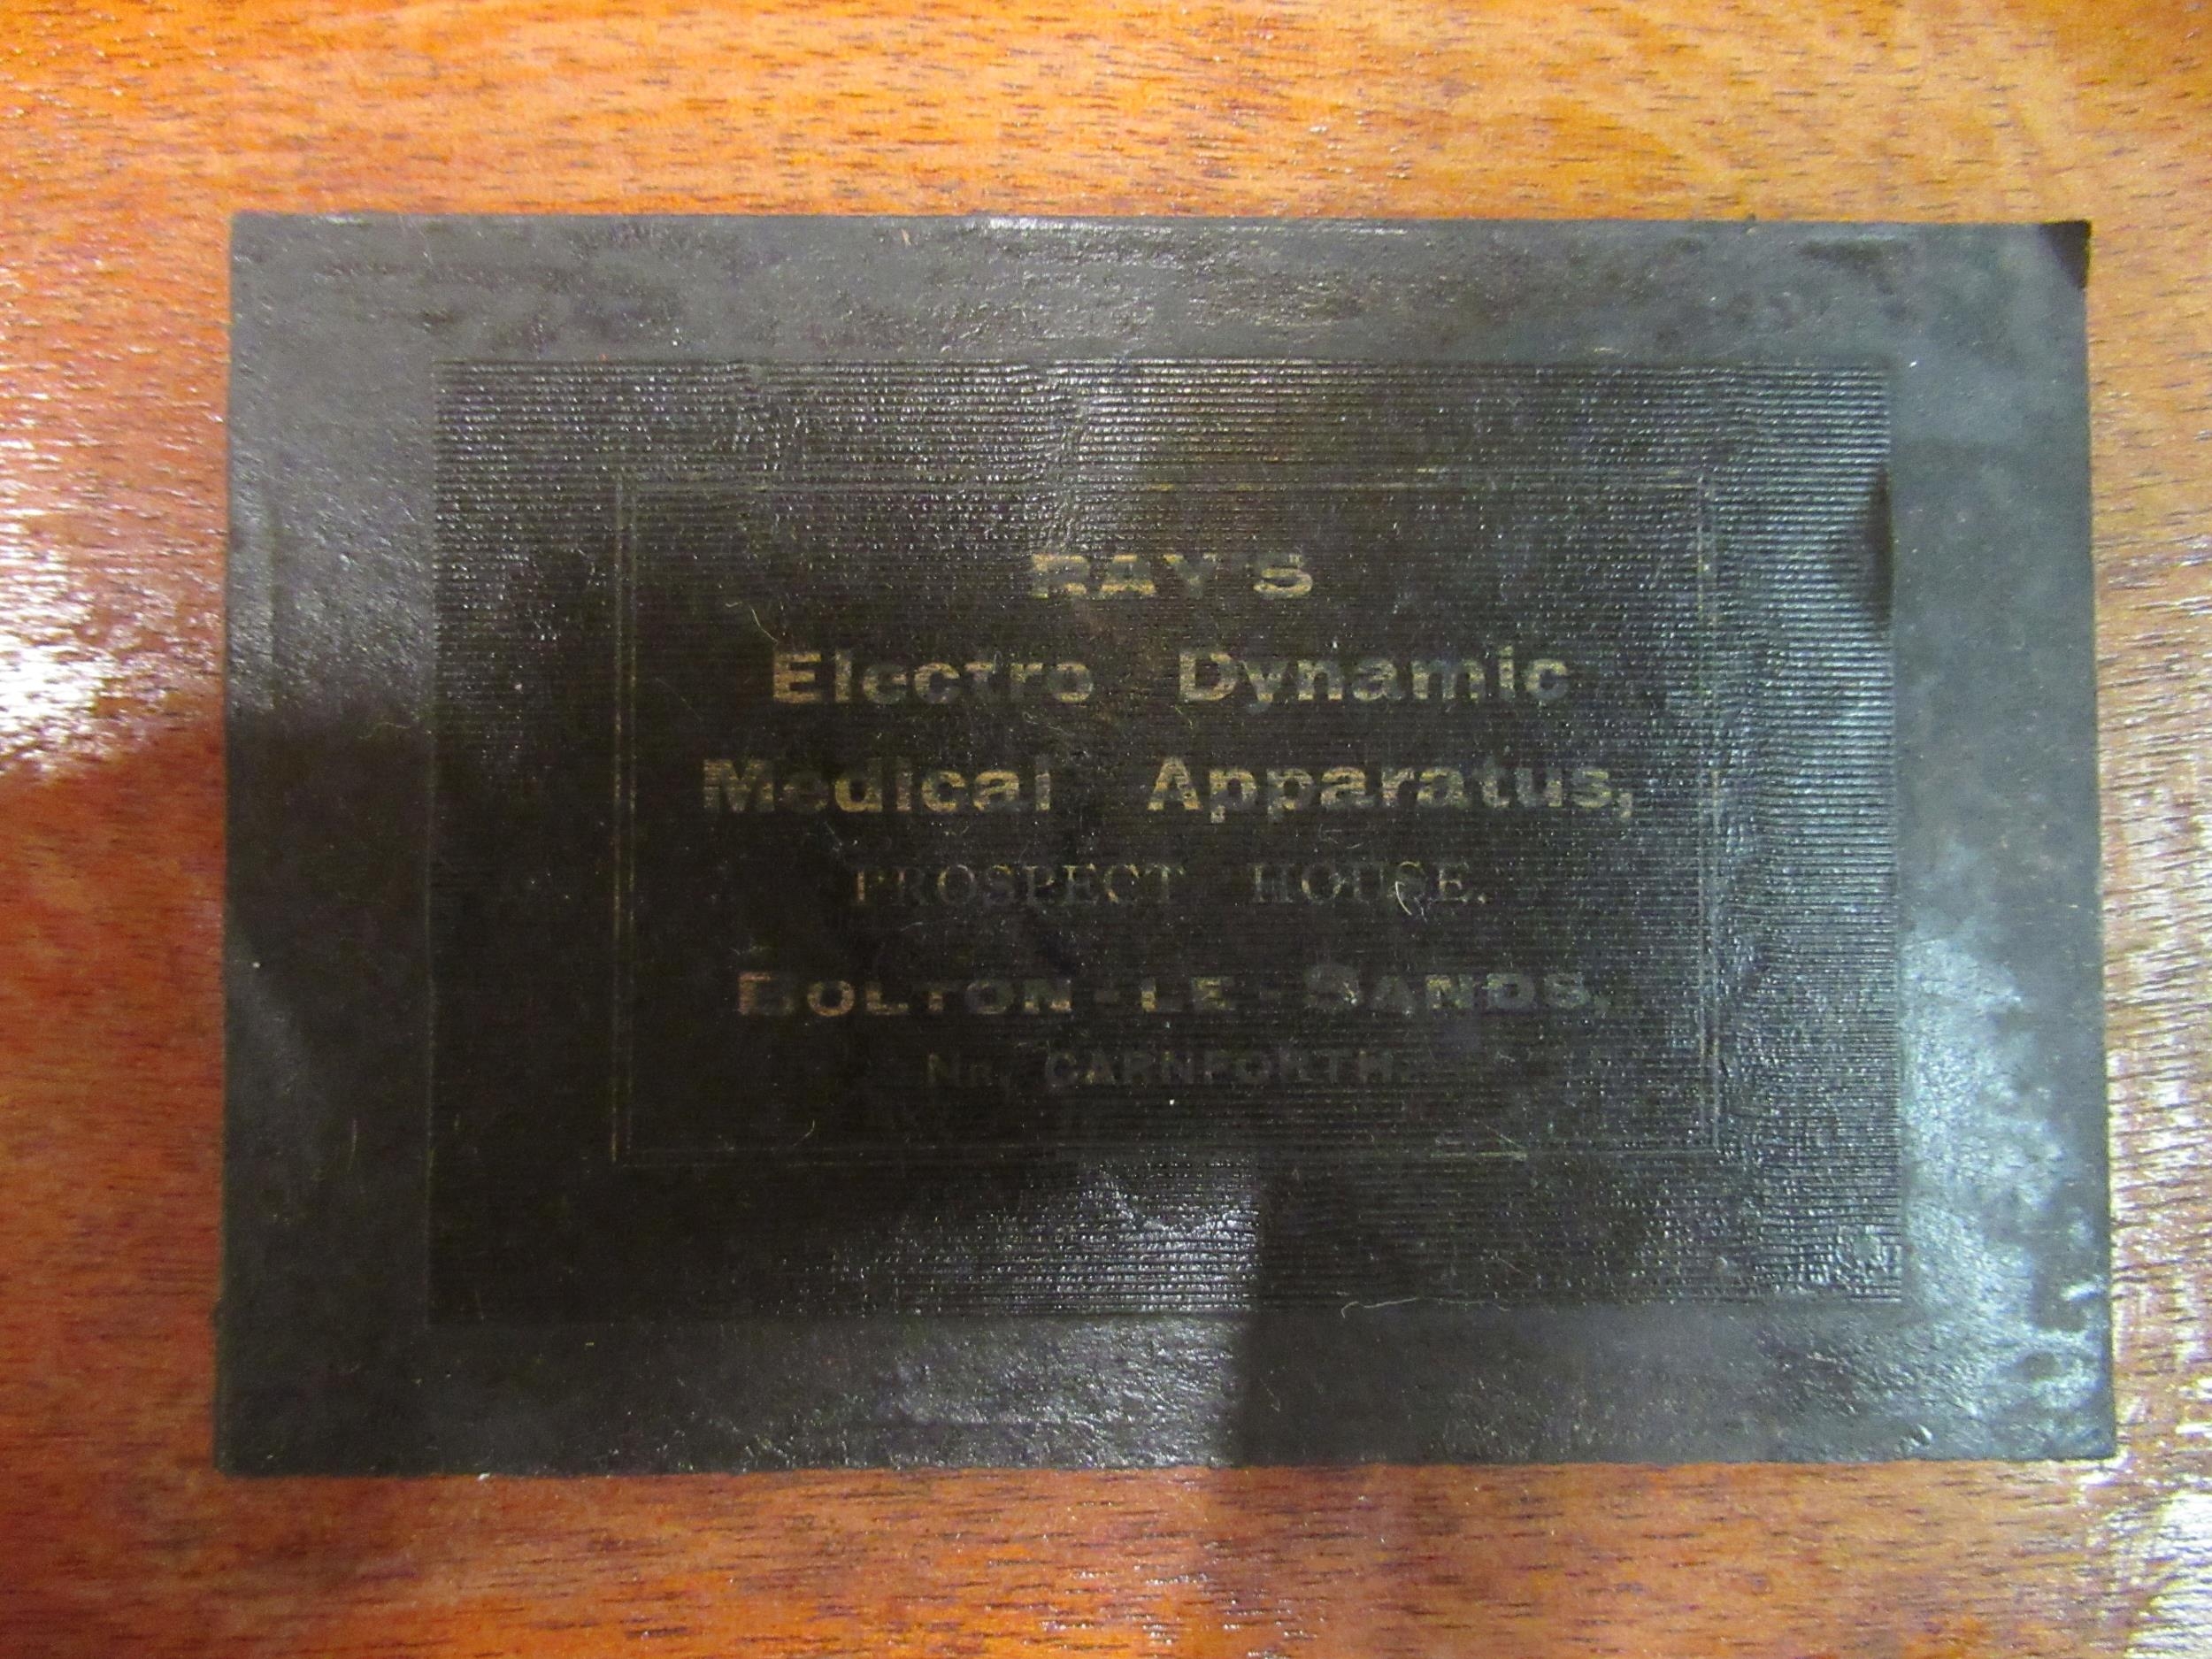 RAY'S
Electro Dynamic
Medical Apparatus,
PROSPECT HOUSE.
BOLTON-LE-SANDS,
NR. CARNFORTH.